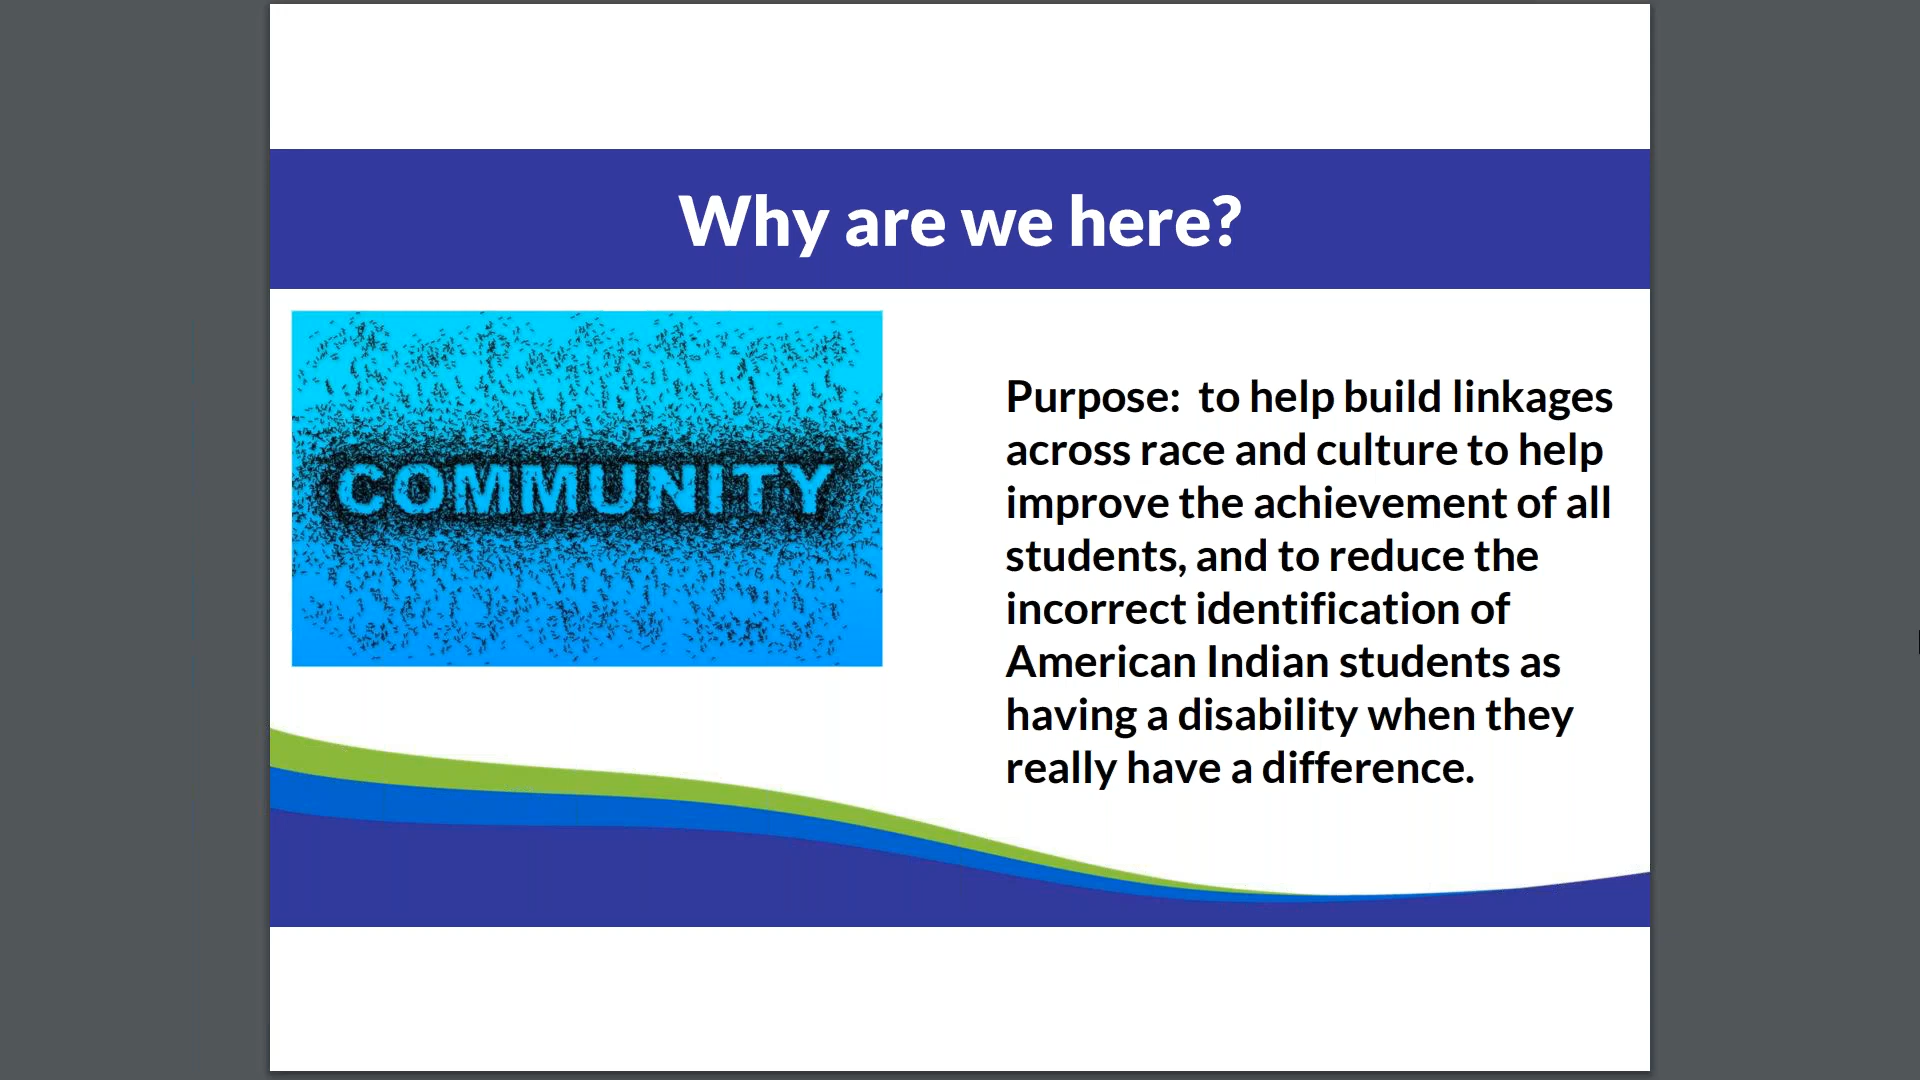 Why are we here?
COMMUNITY
Purpose:  to help build linkages
across race and culture to help
improve the achievement of all
students, and to reduce the
incorrect identification of
American Indian students as
having a disability when they
really have a difference.